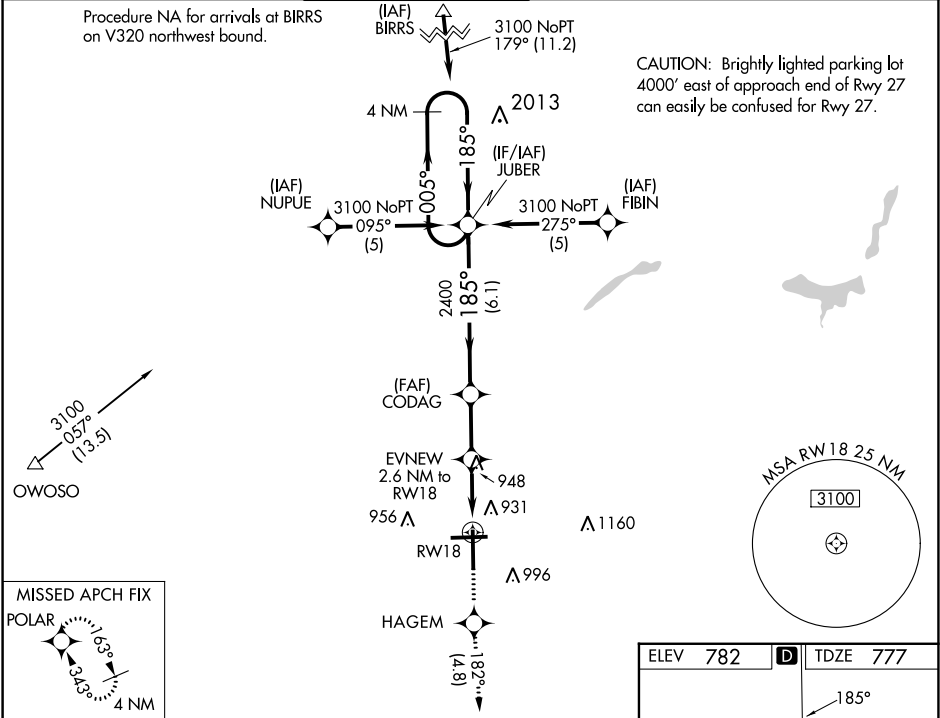 Procedure NA for arrivals at BIRRS
on V320 northwest bound.
(IAF)
BIRRS
3100 NoPT
179° (11.2)
CAUTION: Brightly lighted parking lot
4000' east of approach end of Rwy 27
can easily be confused for Rwy 27.
4 NM
2013
185°
005°
(IF/IAF)
JUBER
(IAF)
NUPUE
3100 NoPT
095°
(5)
3100 NoPT
275°
(5)
(IAF)
FIBIN
2400
185°
(6.1)
(FAF)
CODAG
3100
057°
(13.5)
OWOSO
EVNEW
2.6 NM to
RW18
948
931
956
1160
RW18
996
HAGEM
182°
(4.8)
MSA RW18 25 NM
3100
MISSED APCH FIX
POLAR
163°
343°
4 NM
ELEV 782 D TDZE 777
185°